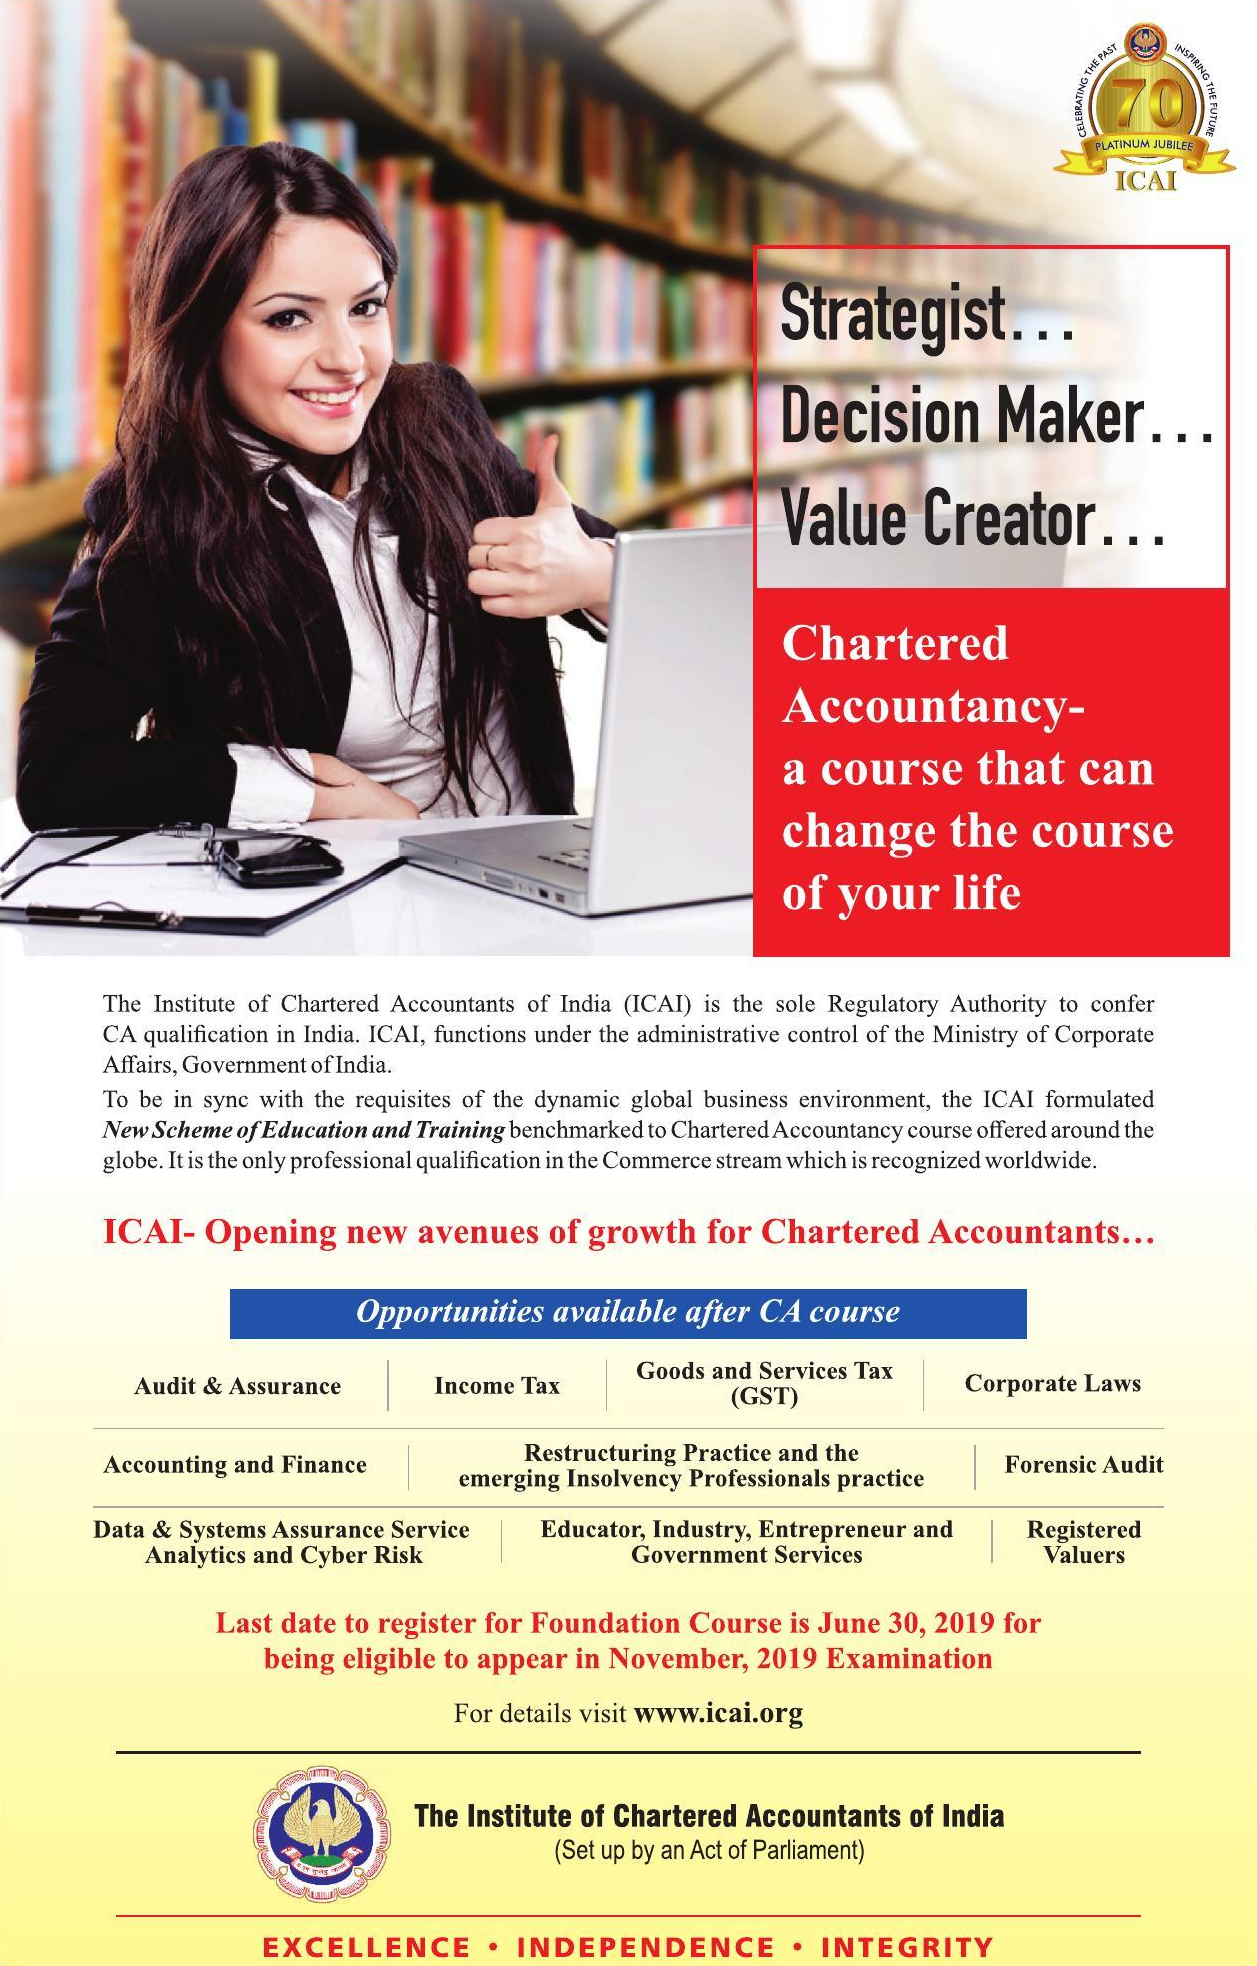 CELEBRATING THE PAST
INSPIRING THE FUTURE
70
PLATINUM JUBILEE
ICAI
Strategist...
Decision Maker...
Value Creator...
Chartered
Accountancy-
a course that can
change the course
of your life
The Institute of Chartered Accountants of India (ICAI) is the sole Regulatory Authority to confer
CA qualification in India. ICAI, functions under the administrative control of the Ministry of Corporate
Affairs, Government of India.
To be in sync with the requisites of the dynamic global business environment, the ICAI formulated
New Scheme of Education and Training benchmarked to Chartered Accountancy course offered around the
globe. It is the only professional qualification in the Commerce stream which is recognized worldwide.
ICAI- Opening new avenues of growth for Chartered Accountants...
Opportunities available after CA course
Audit & Assurance
Income Tax
Goods and Services Tax
(GST)
Corporate Laws
Accounting and Finance
Restructuring Practice and the
emerging Insolvency Professionals practice
Forensic Audit
Data & Systems Assurance Service
Analytics and Cyber Risk
Educator, Industry, Entrepreneur and
Government Services
Registered
Valuers
Last date to register for Foundation Course is June 30, 2019 for
being eligible to appear in November, 2019 Examination
For details visit www.icai.org
The Institute of Chartered Accountants of India
(Set up by an Act of Parliament)
EXCELLENCE • INDEPENDENCE • INTEGRITY